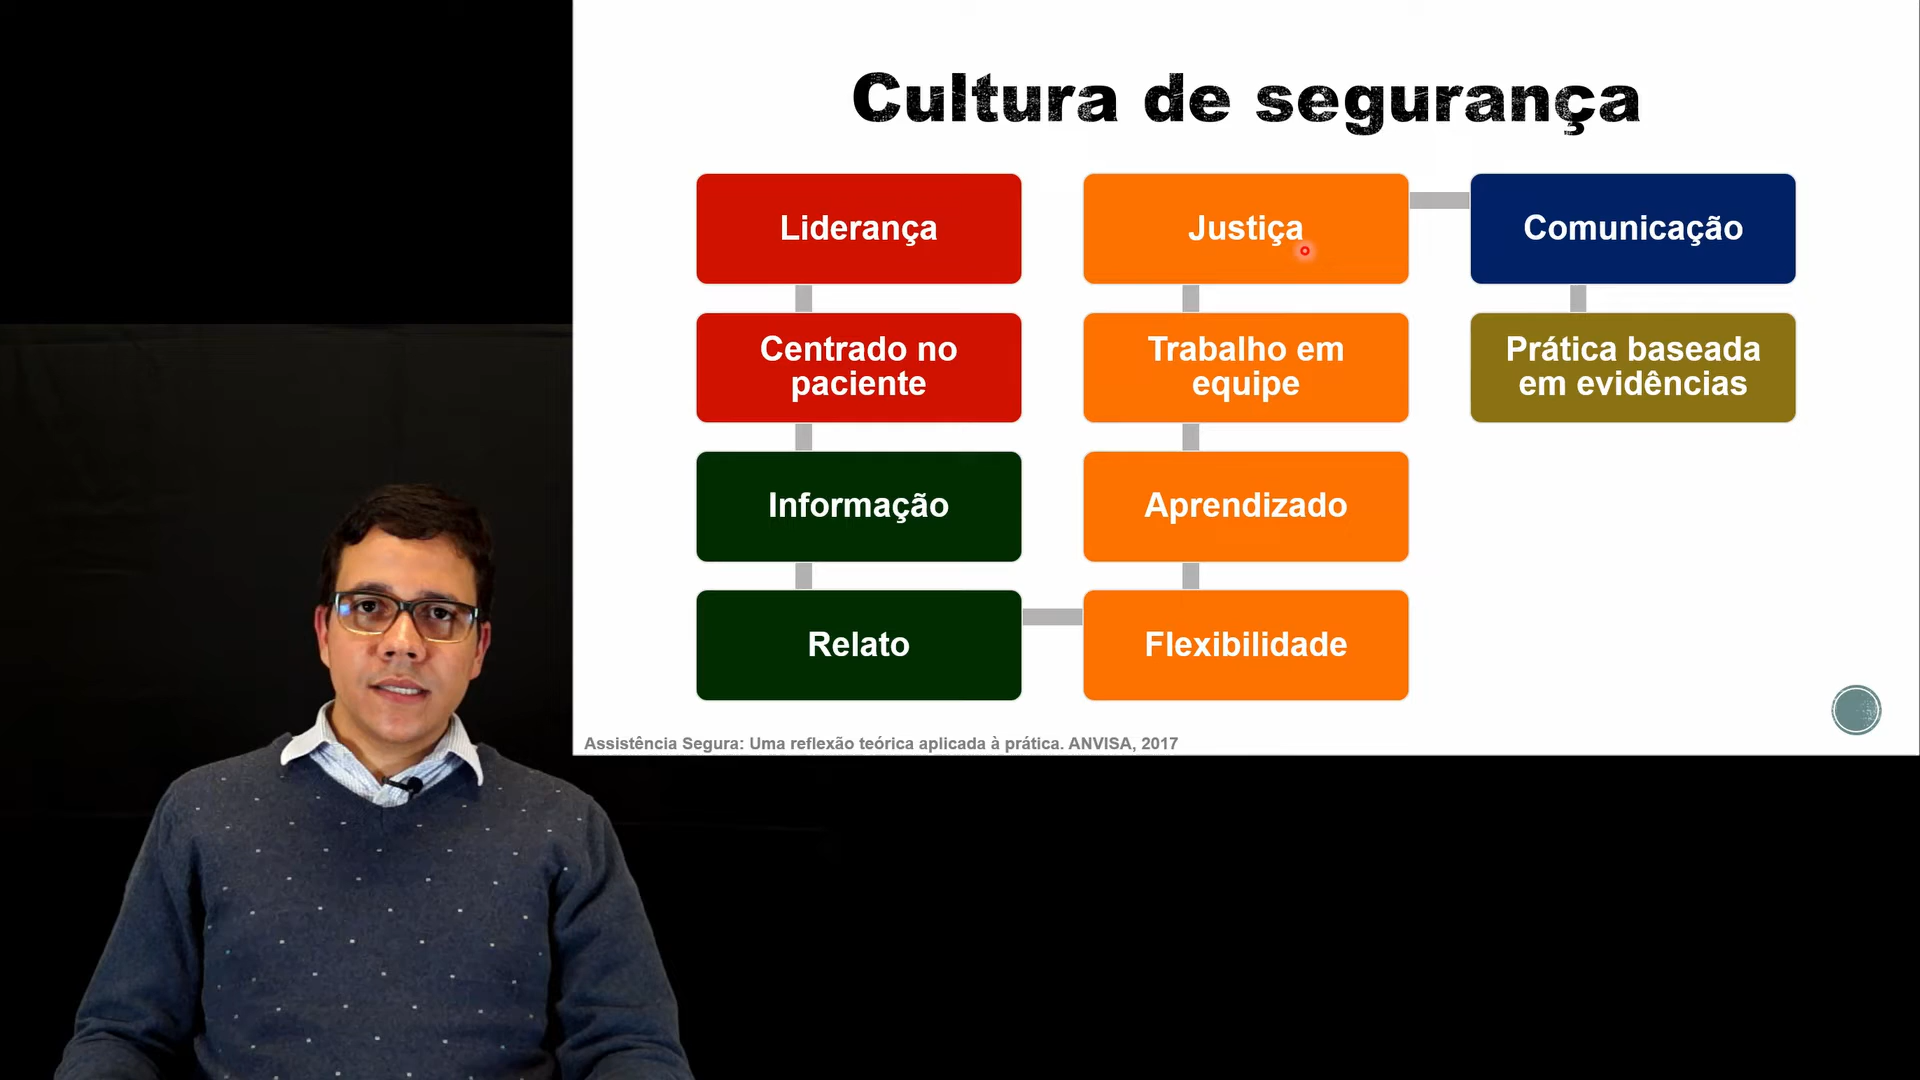 Cultura de segurança
Liderança
Centrado no
paciente
Informação
Relato
Justiça
Trabalho em
equipe
Aprendizado
Flexibilidade
Comunicação
Prática baseada
em evidências
Assistência Segura: Uma reflexão teórica aplicada à prática. ANVISA, 2017